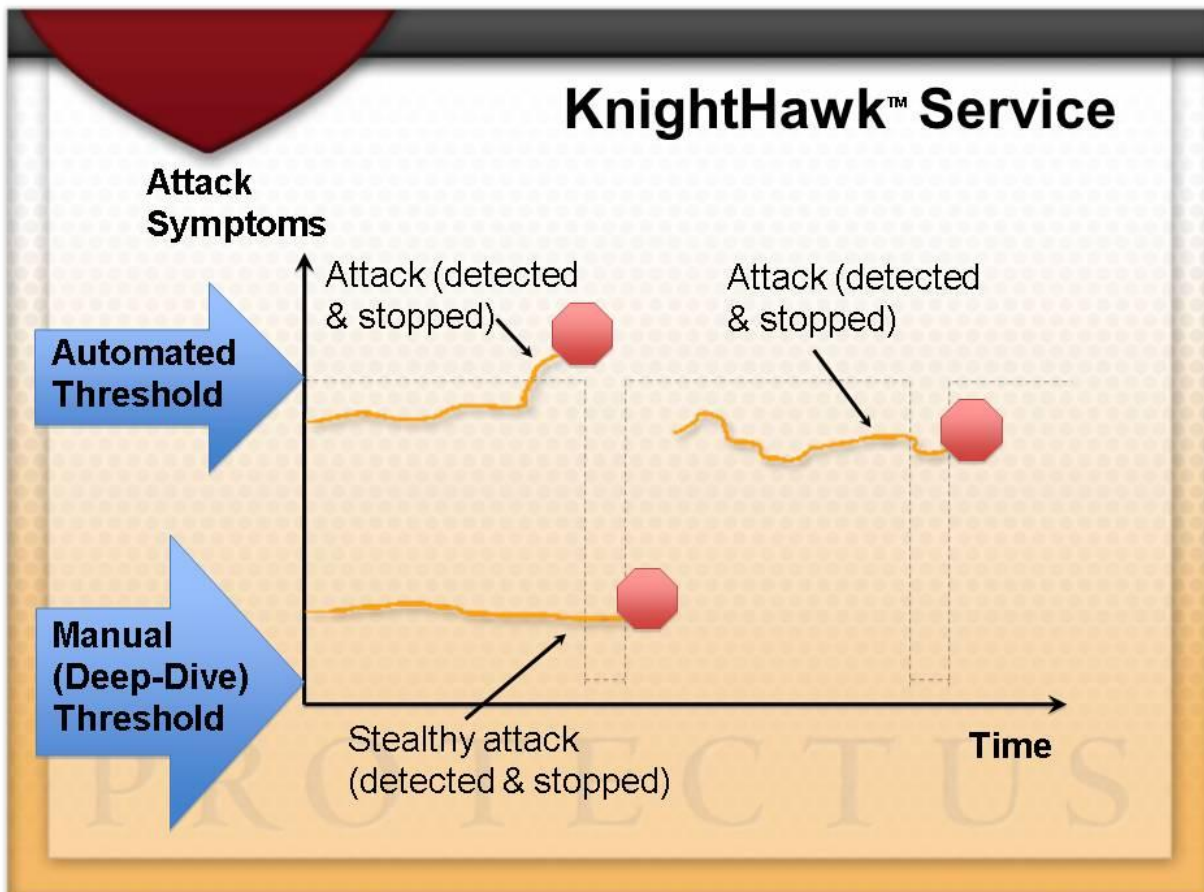 KnightHawk™ Service
Attack
Symptoms
Attack (detected
& stopped)
Attack (detected
& stopped)
Automated
Threshold
Manual
(Deep-Dive)
Threshold
Stealthy attack
(detected & stopped)
Time
PROTECTUS